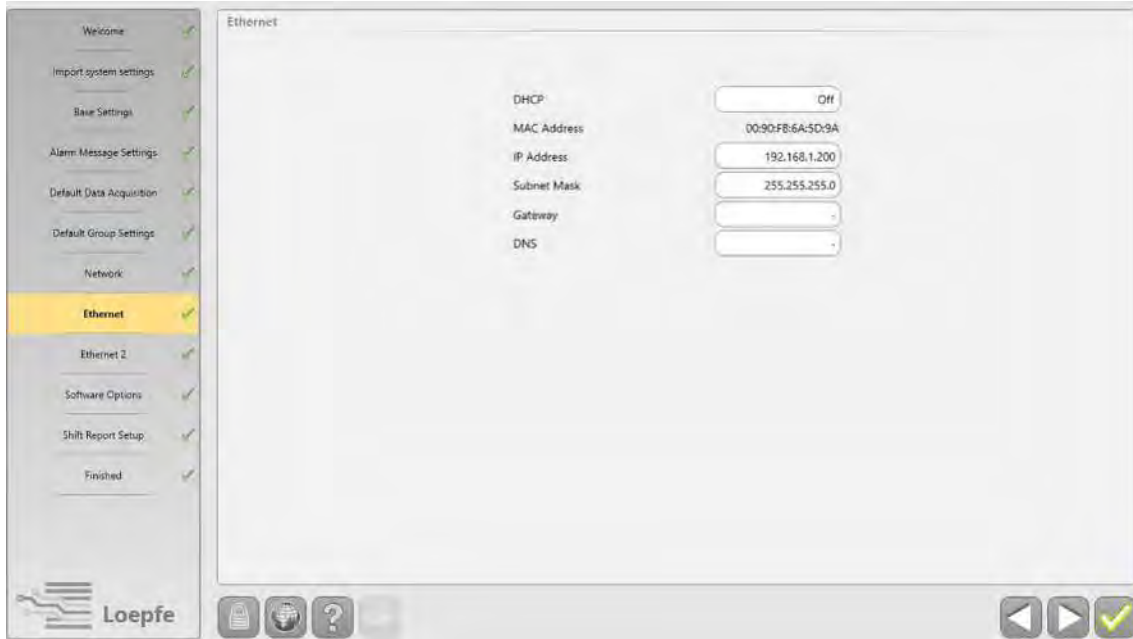 Welcome
Import system settings
Base Settings
Alarm Message Settings
Default Data Acquisition
Default Group Settings
Network
Ethernet
Ethernet 2
Software Options
Shift Report Setup
Finished
Loepfe
Ethernet
DHCP Off
MAC Address 00:90:FB:6A:5D:9A
IP Address 192.168.1.200
Subnet Mask 255.255.255.0
Gateway -
DNS -
?